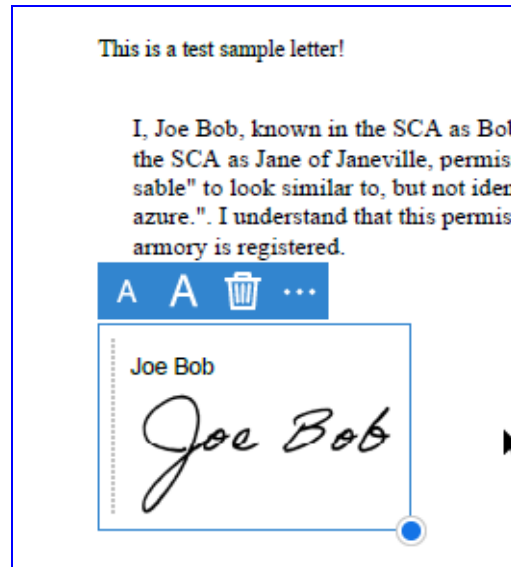 This is a test sample letter!
I, Joe Bob, known in the SCA as Bob
the SCA as Jane of Janeville, permis
sable" to look similar to, but not iden
azure.". I understand that this permis
armory is registered.
A A ...
Joe Bob
Joe Bob